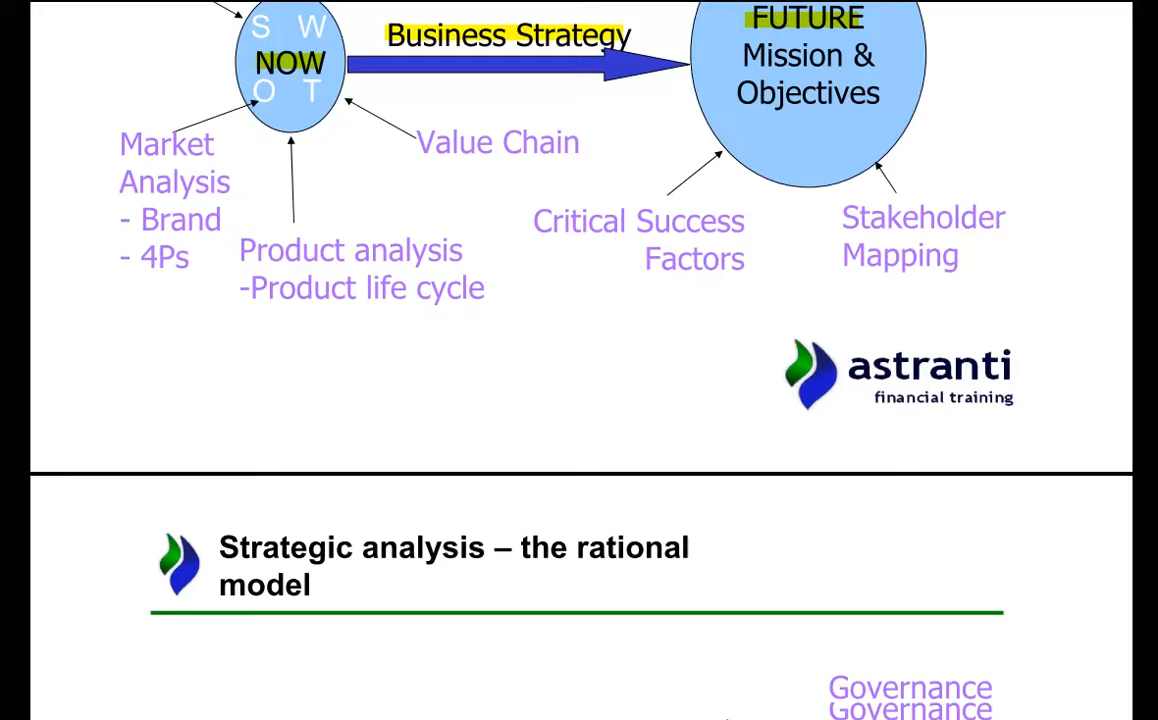 S W
NOW
O T
Business Strategy
FUTURE
Mission &
Objectives
Market
Analysis
- Brand
- 4Ps
Value Chain
Product analysis
-Product life cycle
Critical Success
Factors
Stakeholder
Mapping
astranti
financial training
Strategic analysis – the rational
model
Governance
Governance